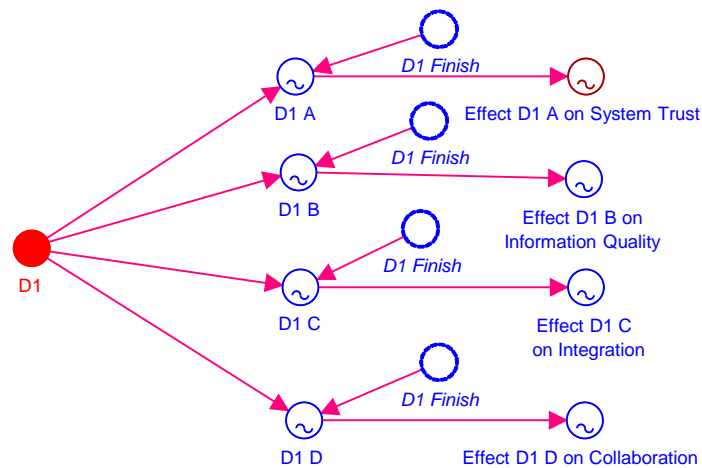 D1 Finish
D1 A
Effect D1 A on System Trust
D1 Finish
D1 B
Effect D1 B on
Information Quality
D1
D1 Finish
D1 C
Effect D1 C
on Integration
D1 Finish
D1 D
Effect D1 D on Collaboration